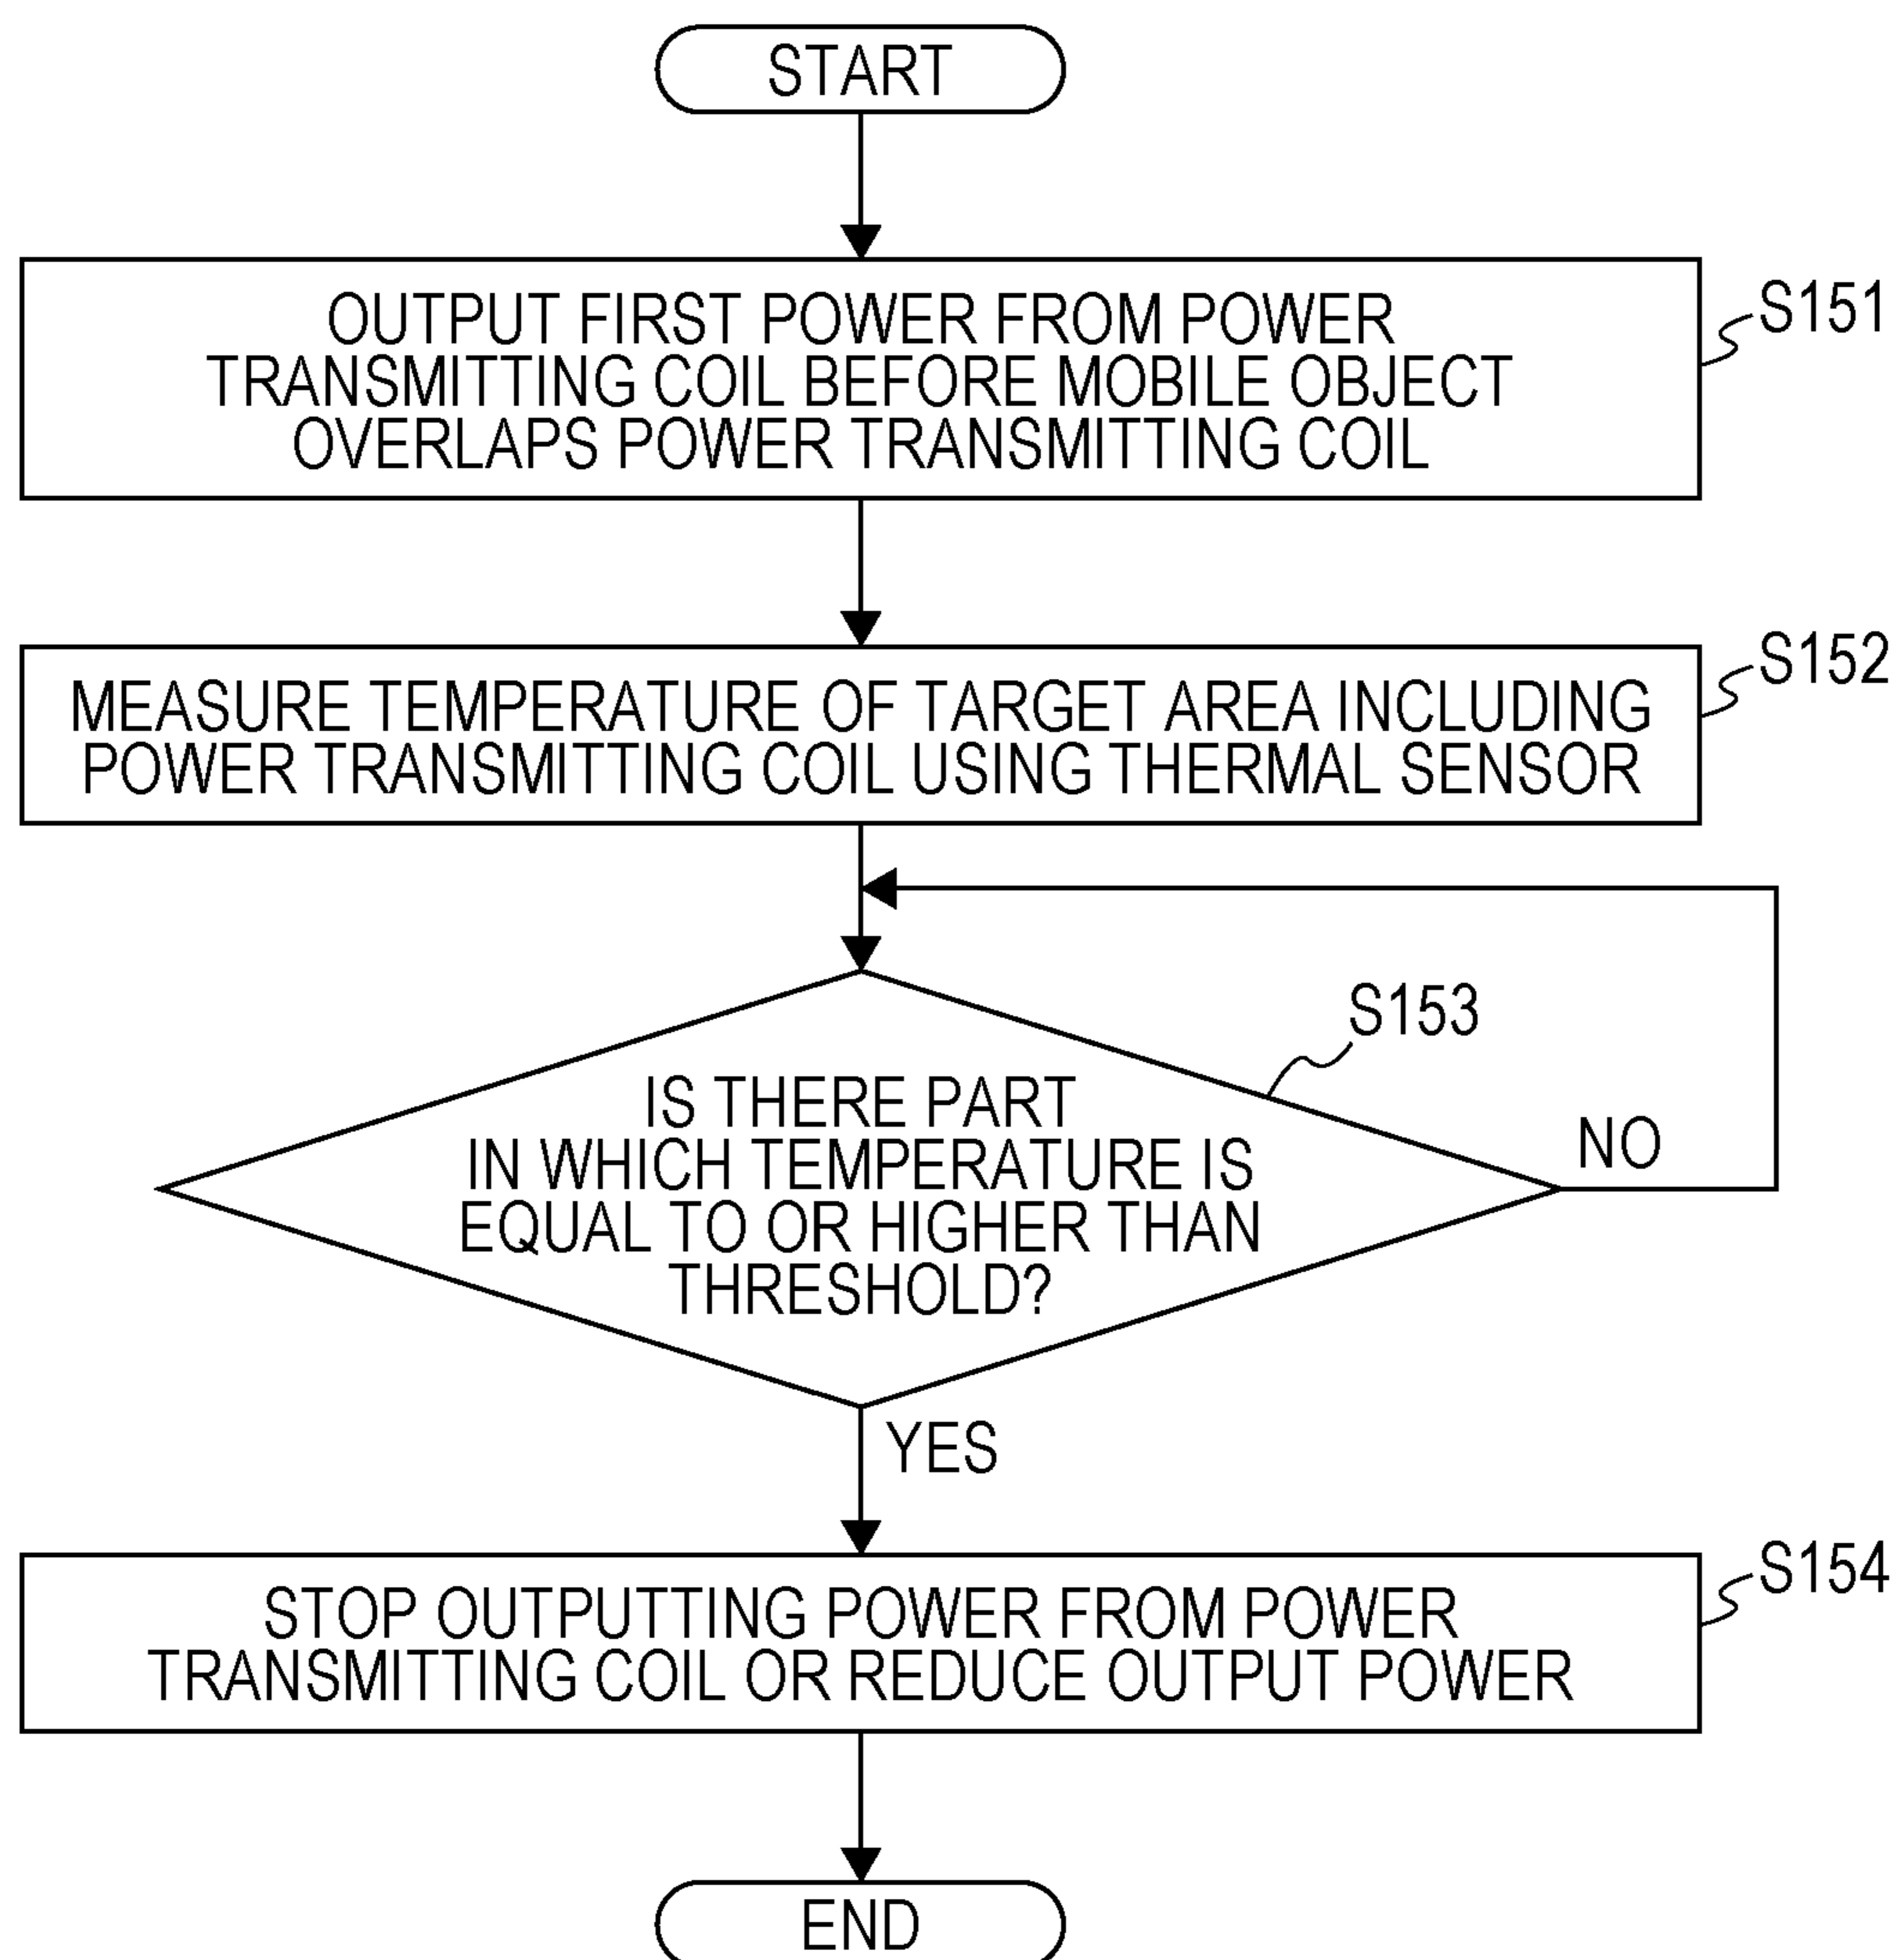 START
OUTPUT FIRST POWER FROM POWER
TRANSMITTING COIL BEFORE MOBILE OBJECT
OVERLAPS POWER TRANSMITTING COIL
S151
MEASURE TEMPERATURE OF TARGET AREA INCLUDING
POWER TRANSMITTING COIL USING THERMAL SENSOR
S152
IS THERE PART
IN WHICH TEMPERATURE IS
EQUAL TO OR HIGHER THAN
THRESHOLD?
S153
NO
YES
STOP OUTPUTTING POWER FROM POWER
TRANSMITTING COIL OR REDUCE OUTPUT POWER
S154
END